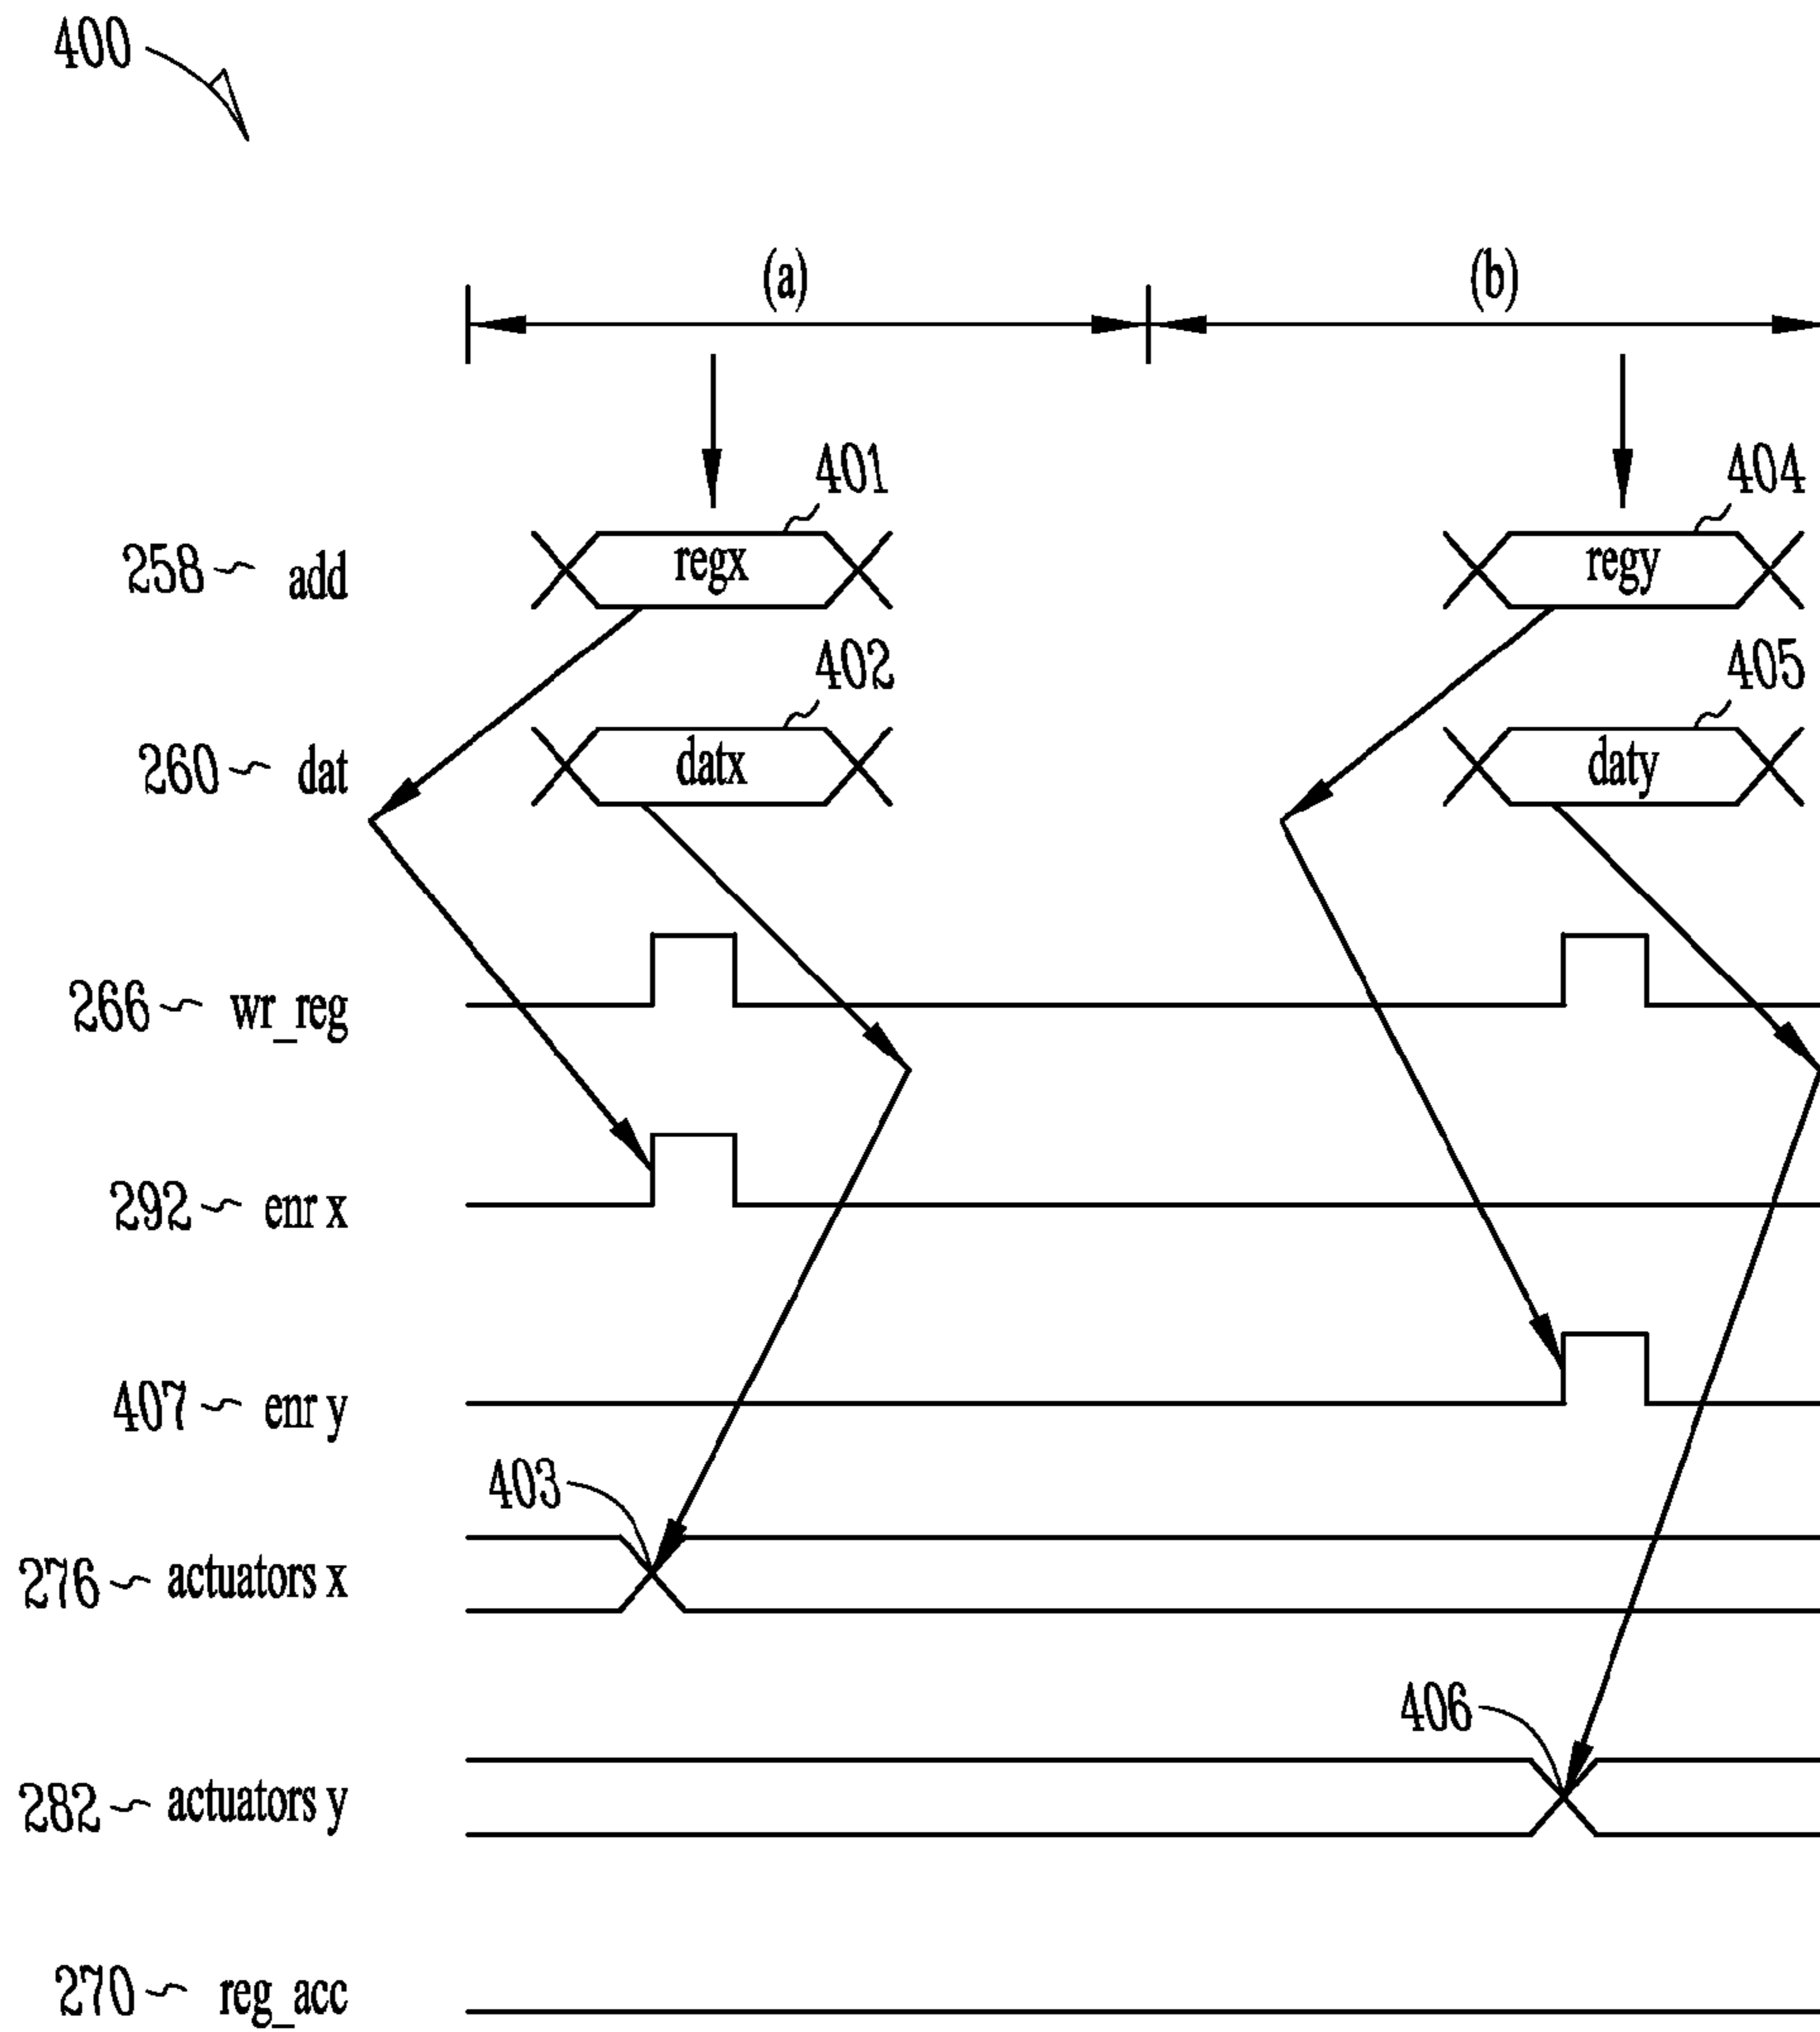 400
(a) (b)
401 404
258 add regx regy
402 405
260 dat datx daty
266 wr_reg
292 enr x
407 enr y
403
276 actuators x
406
282 actuators y
270 reg_acc